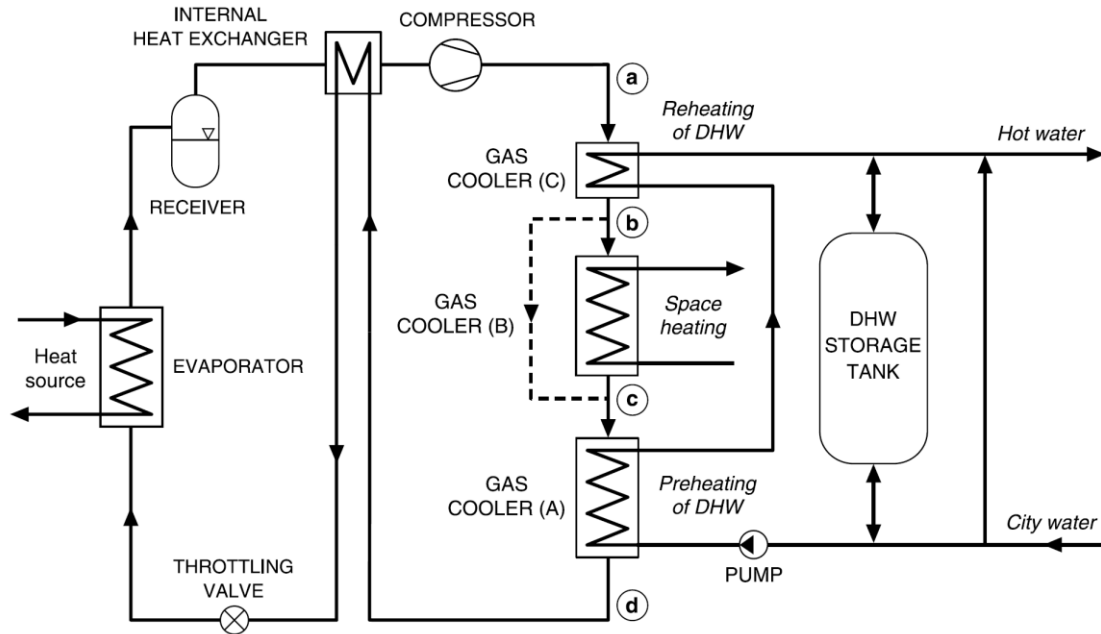 INTERNAL
HEAT EXCHANGER
COMPRESSOR
a
Reheating
of DHW
Hot water
GAS
COOLER (C)
RECEIVER
b
GAS
COOLER (B)
Space
heating
DHW
STORAGE
TANK
Heat
source
EVAPORATOR
c
GAS
COOLER (A)
Preheating
of DHW
City water
THROTTLING
VALVE
PUMP
d